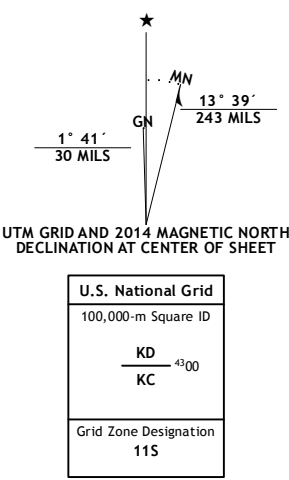 ★
MN
GN
13° 39´
243 MILS
1° 41´
30 MILS
UTM GRID AND 2014 MAGNETIC NORTH
DECLINATION AT CENTER OF SHEET
U.S. National Grid
100,000-m Square ID
KD
4300
KC
Grid Zone Designation
11S